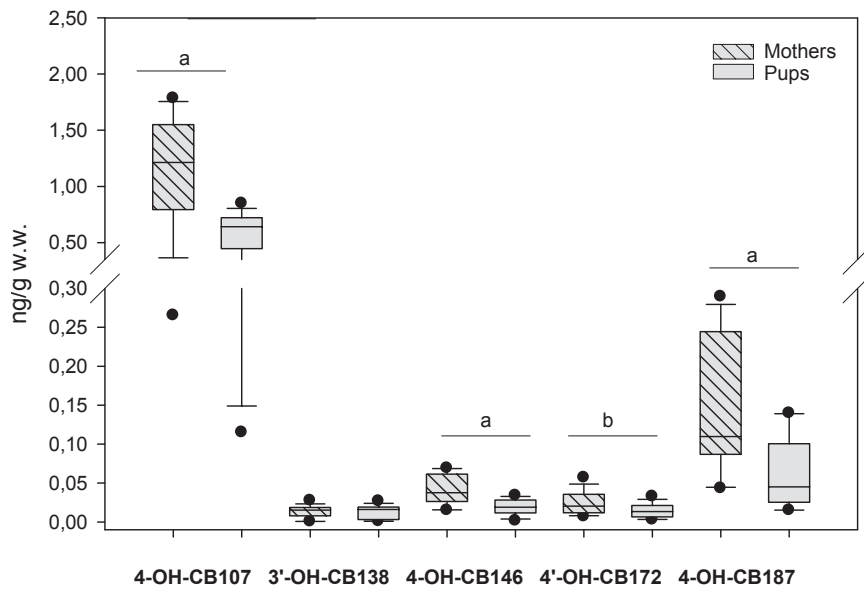 2,50
2,00
1,50
1,00
0,50
0,30
0,25
0,20
0,15
0,10
0,05
0,00
ng/g w.w.
a
a
b
a
Mothers
Pups
4-OH-CB107 3'-OH-CB138 4-OH-CB146 4'-OH-CB172 4-OH-CB187